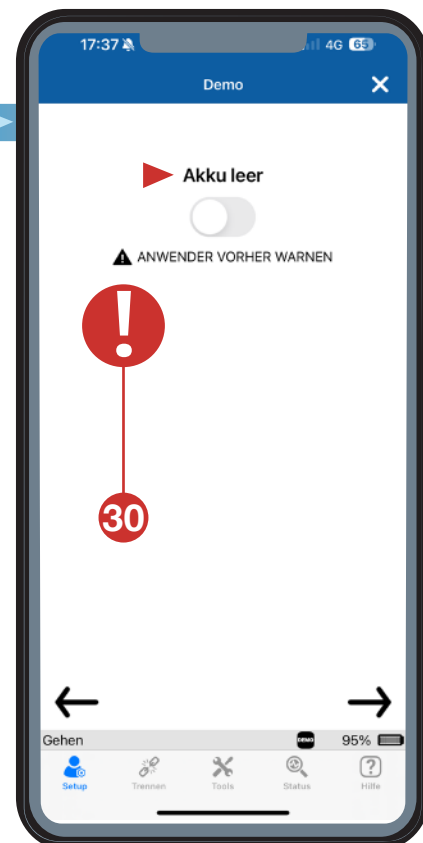 17:37 4G 65
Demo
Akku leer
ANWENDER VORHER WARNEN
!
30
Gehen DEMO 95%
Setup Trennen Tools Status Hilfe